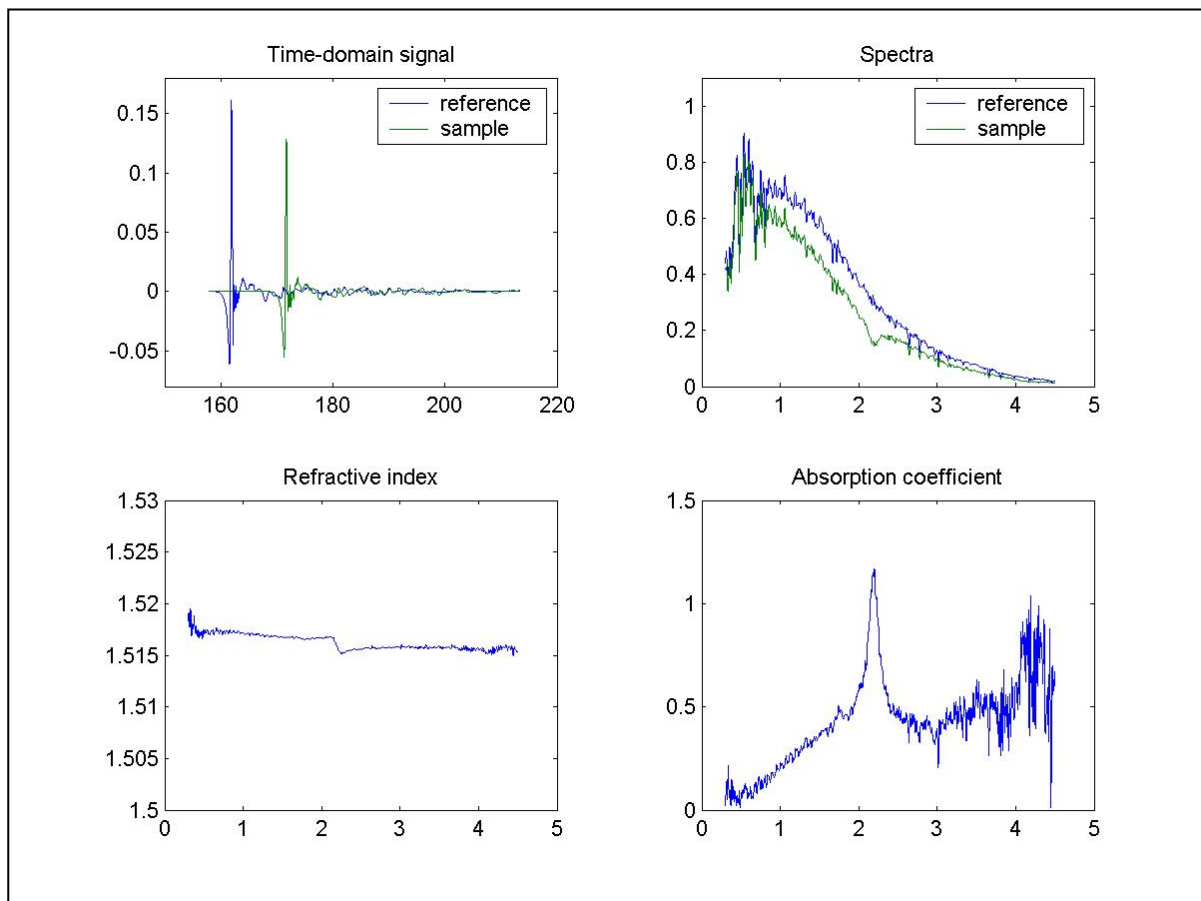 Time-domain signal
0.15
0.1
0.05
0
-0.05
160 180 200 220
reference
sample
Spectra
1
0.8
0.6
0.4
0.2
0
0 1 2 3 4 5
reference
sample
Refractive index
1.53
1.525
1.52
1.515
1.51
1.505
1.5
0 1 2 3 4 5
Absorption coefficient
1.5
1
0.5
0
0 1 2 3 4 5